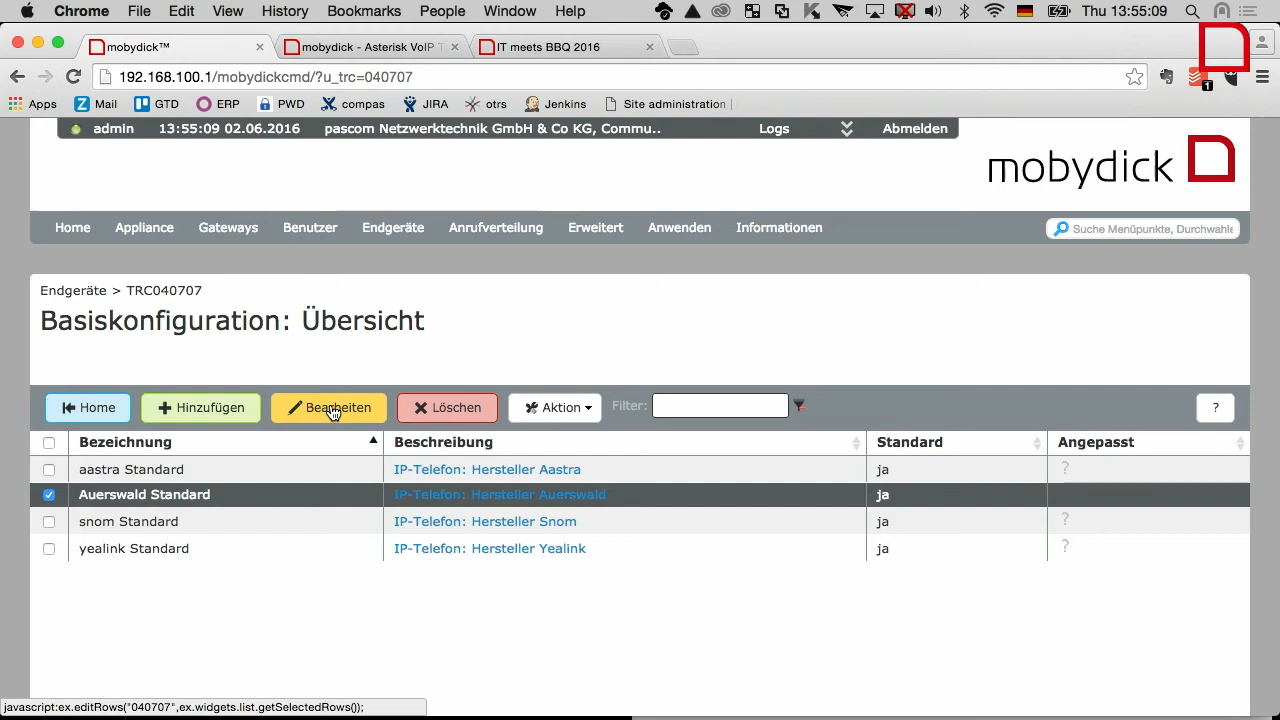 Chrome File Edit View History Bookmarks People Window Help Thu 13:55:09
mobydick™ mobydick - Asterisk VoIP T IT meets BBQ 2016
192.168.100.1/mobydickcmd/?u_trc=040707 1
Apps Mail GTD ERP PWD compas JIRA otrs Jenkins Site administration
admin 13:55:09 02.06.2016 pascom Netzwerktechnik GmbH & Co KG, Commu.. Logs Abmelden
mobydick
Home Appliance Gateways Benutzer Endgeräte Anrufverteilung Erweitert Anwenden Informationen Suche Menüpunkte, Durchwahle
Endgeräte > TRC040707
Basiskonfiguration: Übersicht
Home Hinzufügen Bearbeiten Löschen Aktion Filter: ?
Bezeichnung Beschreibung Standard Angepasst
aastra Standard IP-Telefon: Hersteller Aastra ja ?
Auerswald Standard IP-Telefon: Hersteller Auerswald ja
snom Standard IP-Telefon: Hersteller Snom ja ?
yealink Standard IP-Telefon: Hersteller Yealink ja ?
javascript:ex.editRows("040707",ex.widgets.list.getSelectedRows());